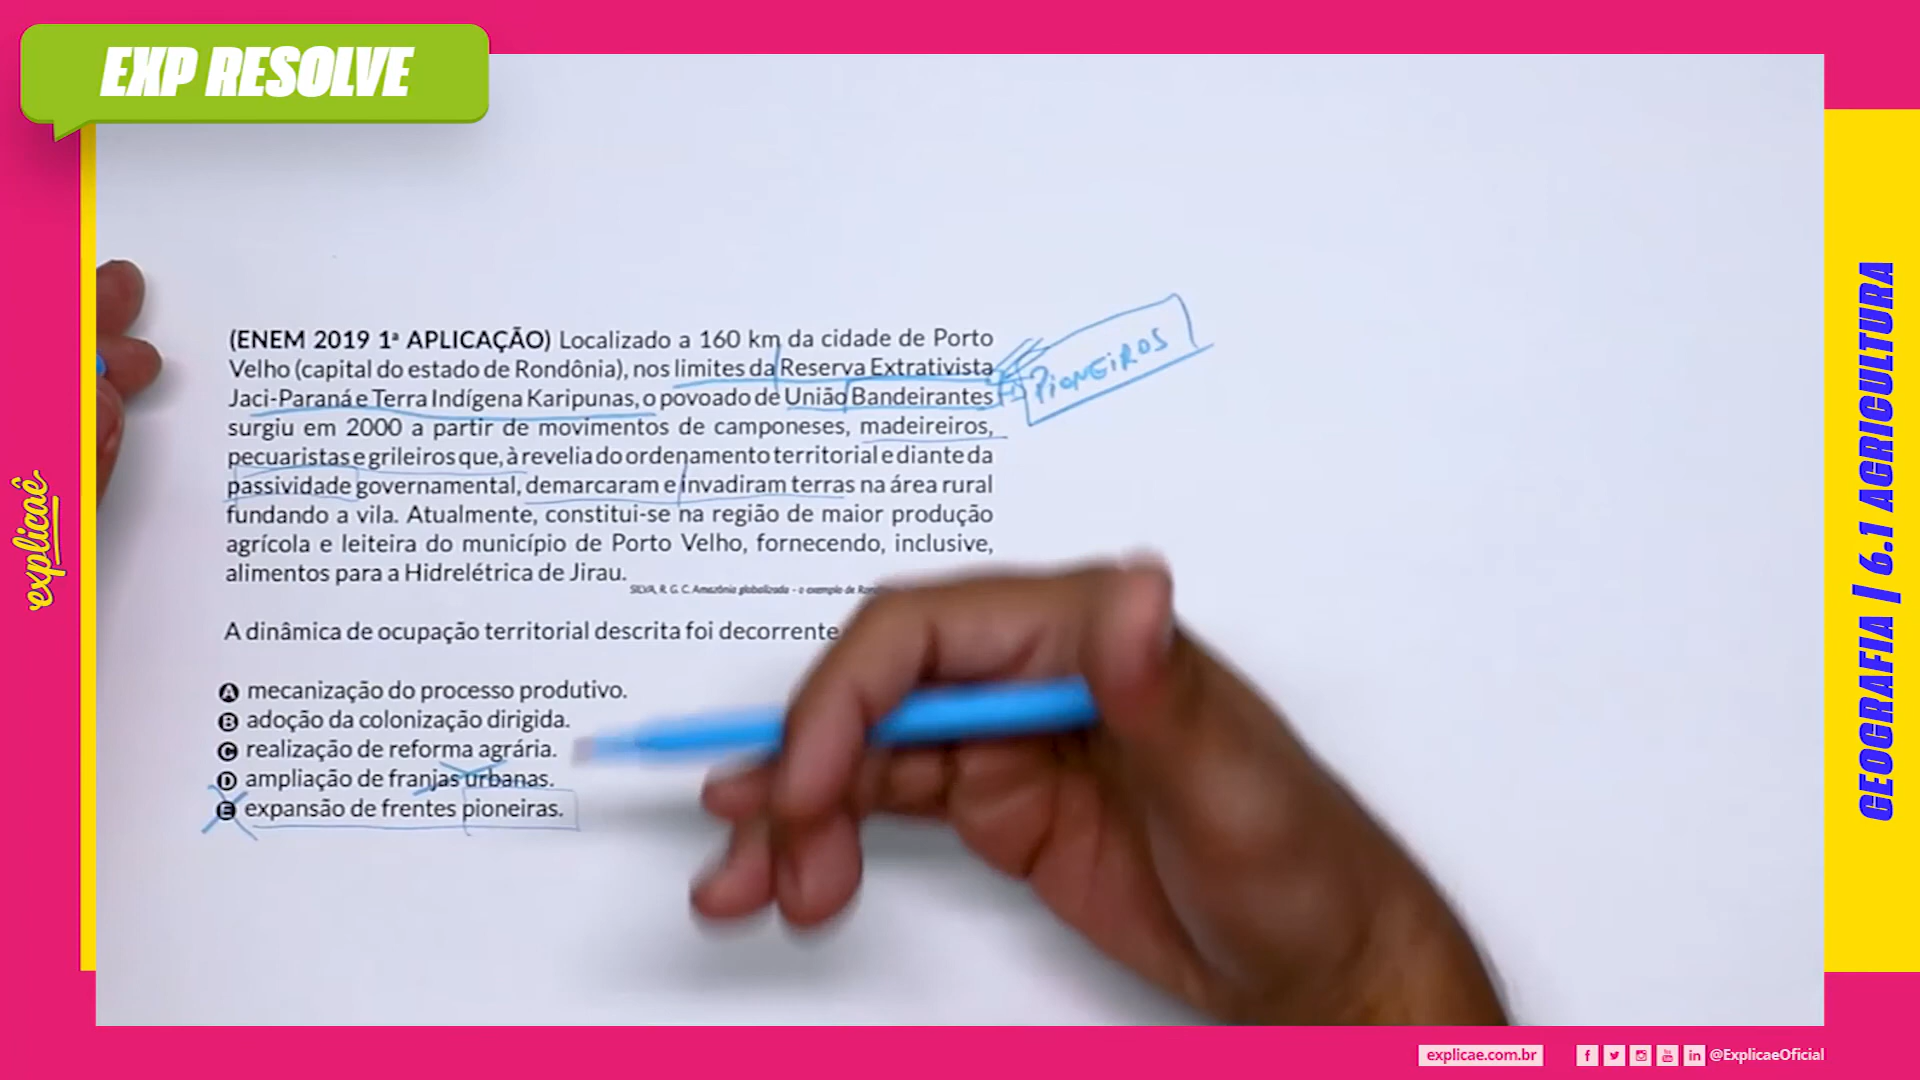 EXP RESOLVE
(ENEM 2019 1ª APLICAÇÃO) Localizado a 160 km da cidade de Porto
Velho (capital do estado de Rondônia), nos limites da Reserva Extrativista
Jaci-Paraná e Terra Indígena Karipunas, o povoado de União Bandeirantes
PIONEIROS
surgiu em 2000 a partir de movimentos de camponeses, madeireiros,
pecuaristas e grileiros que, à revelia do ordenamento territorial e diante da
passividade governamental, demarcaram e invadiram terras na área rural
fundando a vila. Atualmente, constitui-se na região de maior produção
agrícola e leiteira do município de Porto Velho, fornecendo, inclusive,
alimentos para a Hidrelétrica de Jirau.
SILVA, R. G. C. Amazônia globalizada - o exemplo de
A dinâmica de ocupação territorial descrita foi decorrente
A mecanização do processo produtivo.
B adoção da colonização dirigida.
C realização de reforma agrária.
D ampliação de franjas urbanas.
E expansão de frentes pioneiras.
explicaê
GEOGRAFIA | 6.1 AGRICULTURA
explicae.com.br
@ExplicaeOficial